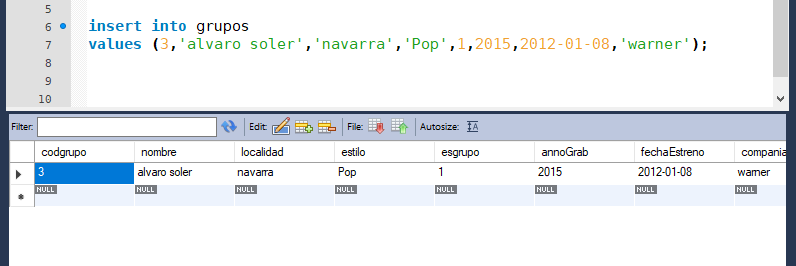 5
6 insert into grupos
7 values (3,'alvaro soler','navarra','Pop',1,2015,2012-01-08,'warner');
8
9
10
Filter: Edit: File: Autosize:
codgrupo nombre localidad estilo esgrupo annoGrab fechaEstreno compania
3 alvaro soler navarra Pop 1 2015 2012-01-08 warner
NULL NULL NULL NULL NULL NULL NULL NULL